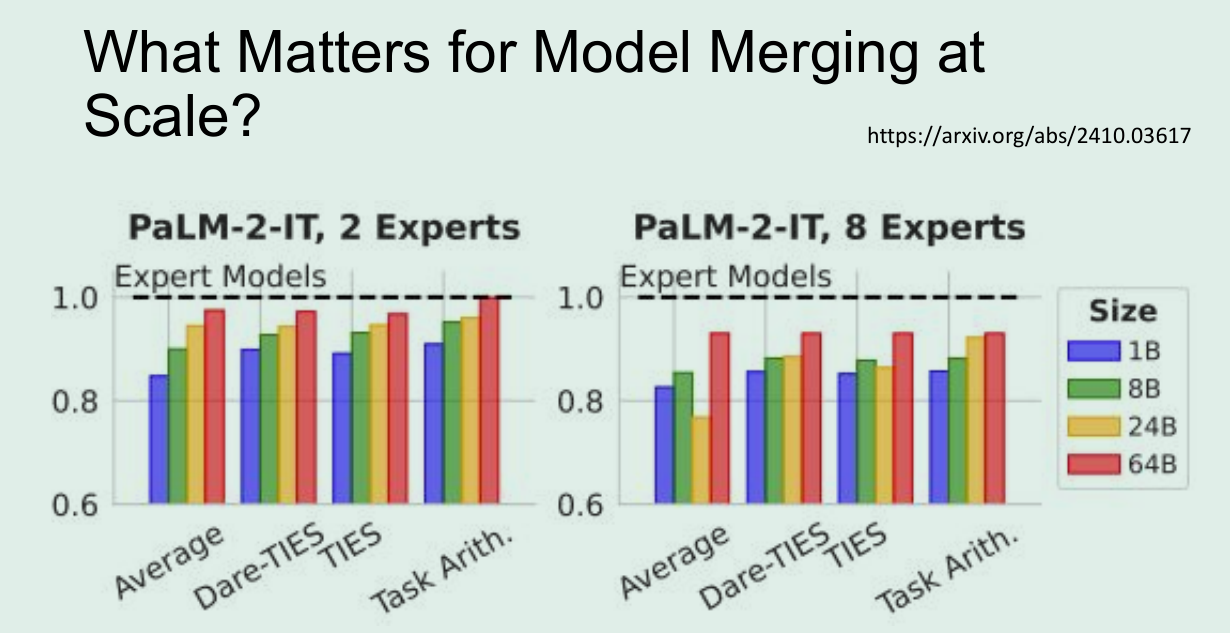 What Matters for Model Merging at
Scale?
https://arxiv.org/abs/2410.03617
PaLM-2-IT, 2 Experts
Expert Models
1.0
0.8
0.6
Average
Dare-TIES
TIES
Task Arith.
PaLM-2-IT, 8 Experts
Expert Models
1.0
0.8
0.6
Average
Dare-TIES
TIES
Task Arith.
Size
1B
8B
24B
64B